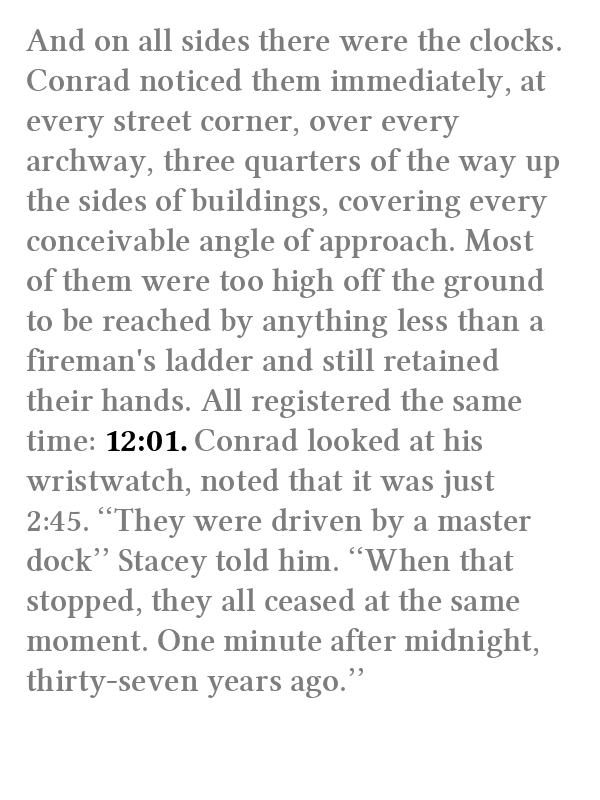 And on all sides there were the clocks.
Conrad noticed them immediately, at
every street corner, over every
archway, three quarters of the way up
the sides of buildings, covering every
conceivable angle of approach. Most
of them were too high off the ground
to be reached by anything less than a
fireman's ladder and still retained
their hands. All registered the same
time: 12:01. Conrad looked at his
wristwatch, noted that it was just
2:45. ‘‘They were driven by a master
dock’’ Stacey told him. ‘‘When that
stopped, they all ceased at the same
moment. One minute after midnight,
thirty-seven years ago.’’